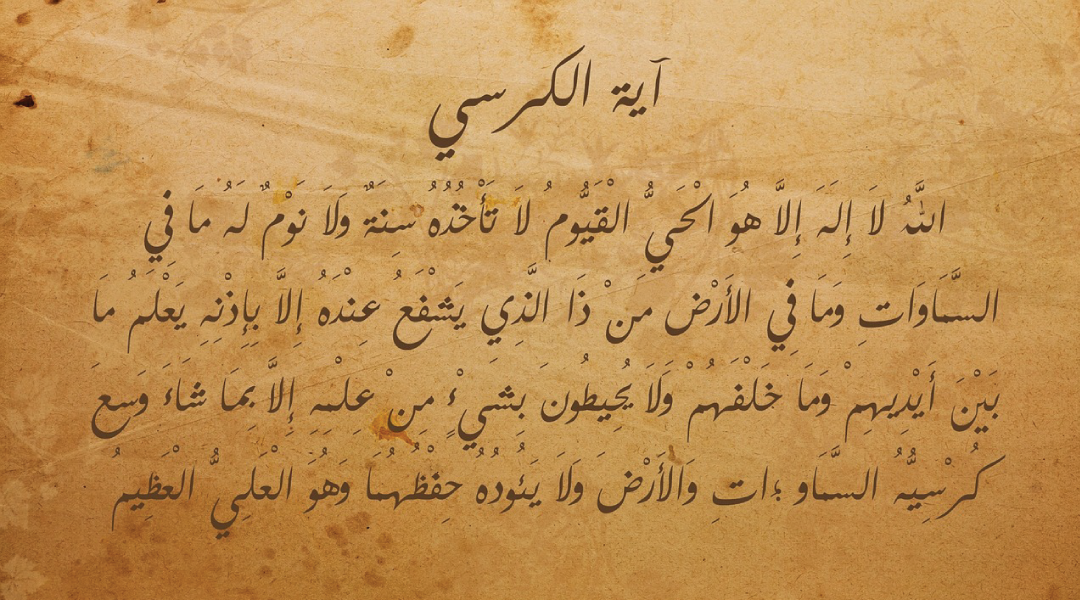 آية الكرسي
اللَّهُ لَا إِلَهَ إِلَّا هُوَ الْحَيُّ الْقَيُّومُ لَا تَأْخُذُهُ سِنَةٌ وَلَا نَوْمٌ لَهُ مَا فِي
السَّمَاوَاتِ وَمَا فِي الْأَرْضِ مَنْ ذَا الَّذِي يَشْفَعُ عِنْدَهُ إِلَّا بِإِذْنِهِ يَعْلَمُ مَا
بَيْنَ أَيْدِيهِمْ وَمَا خَلْفَهُمْ وَلَا يُحِيطُونَ بِشَيْءٍ مِنْ عِلْمِهِ إِلَّا بِمَا شَاءَ وَسِعَ
كُرْسِيُّهُ السَّمَاو ؛اتِ وَالْأَرْضَ وَلَا يَئُودُهُ حِفْظُهُمَا وَهُوَ الْعَلِيُّ الْعَظِيمُ